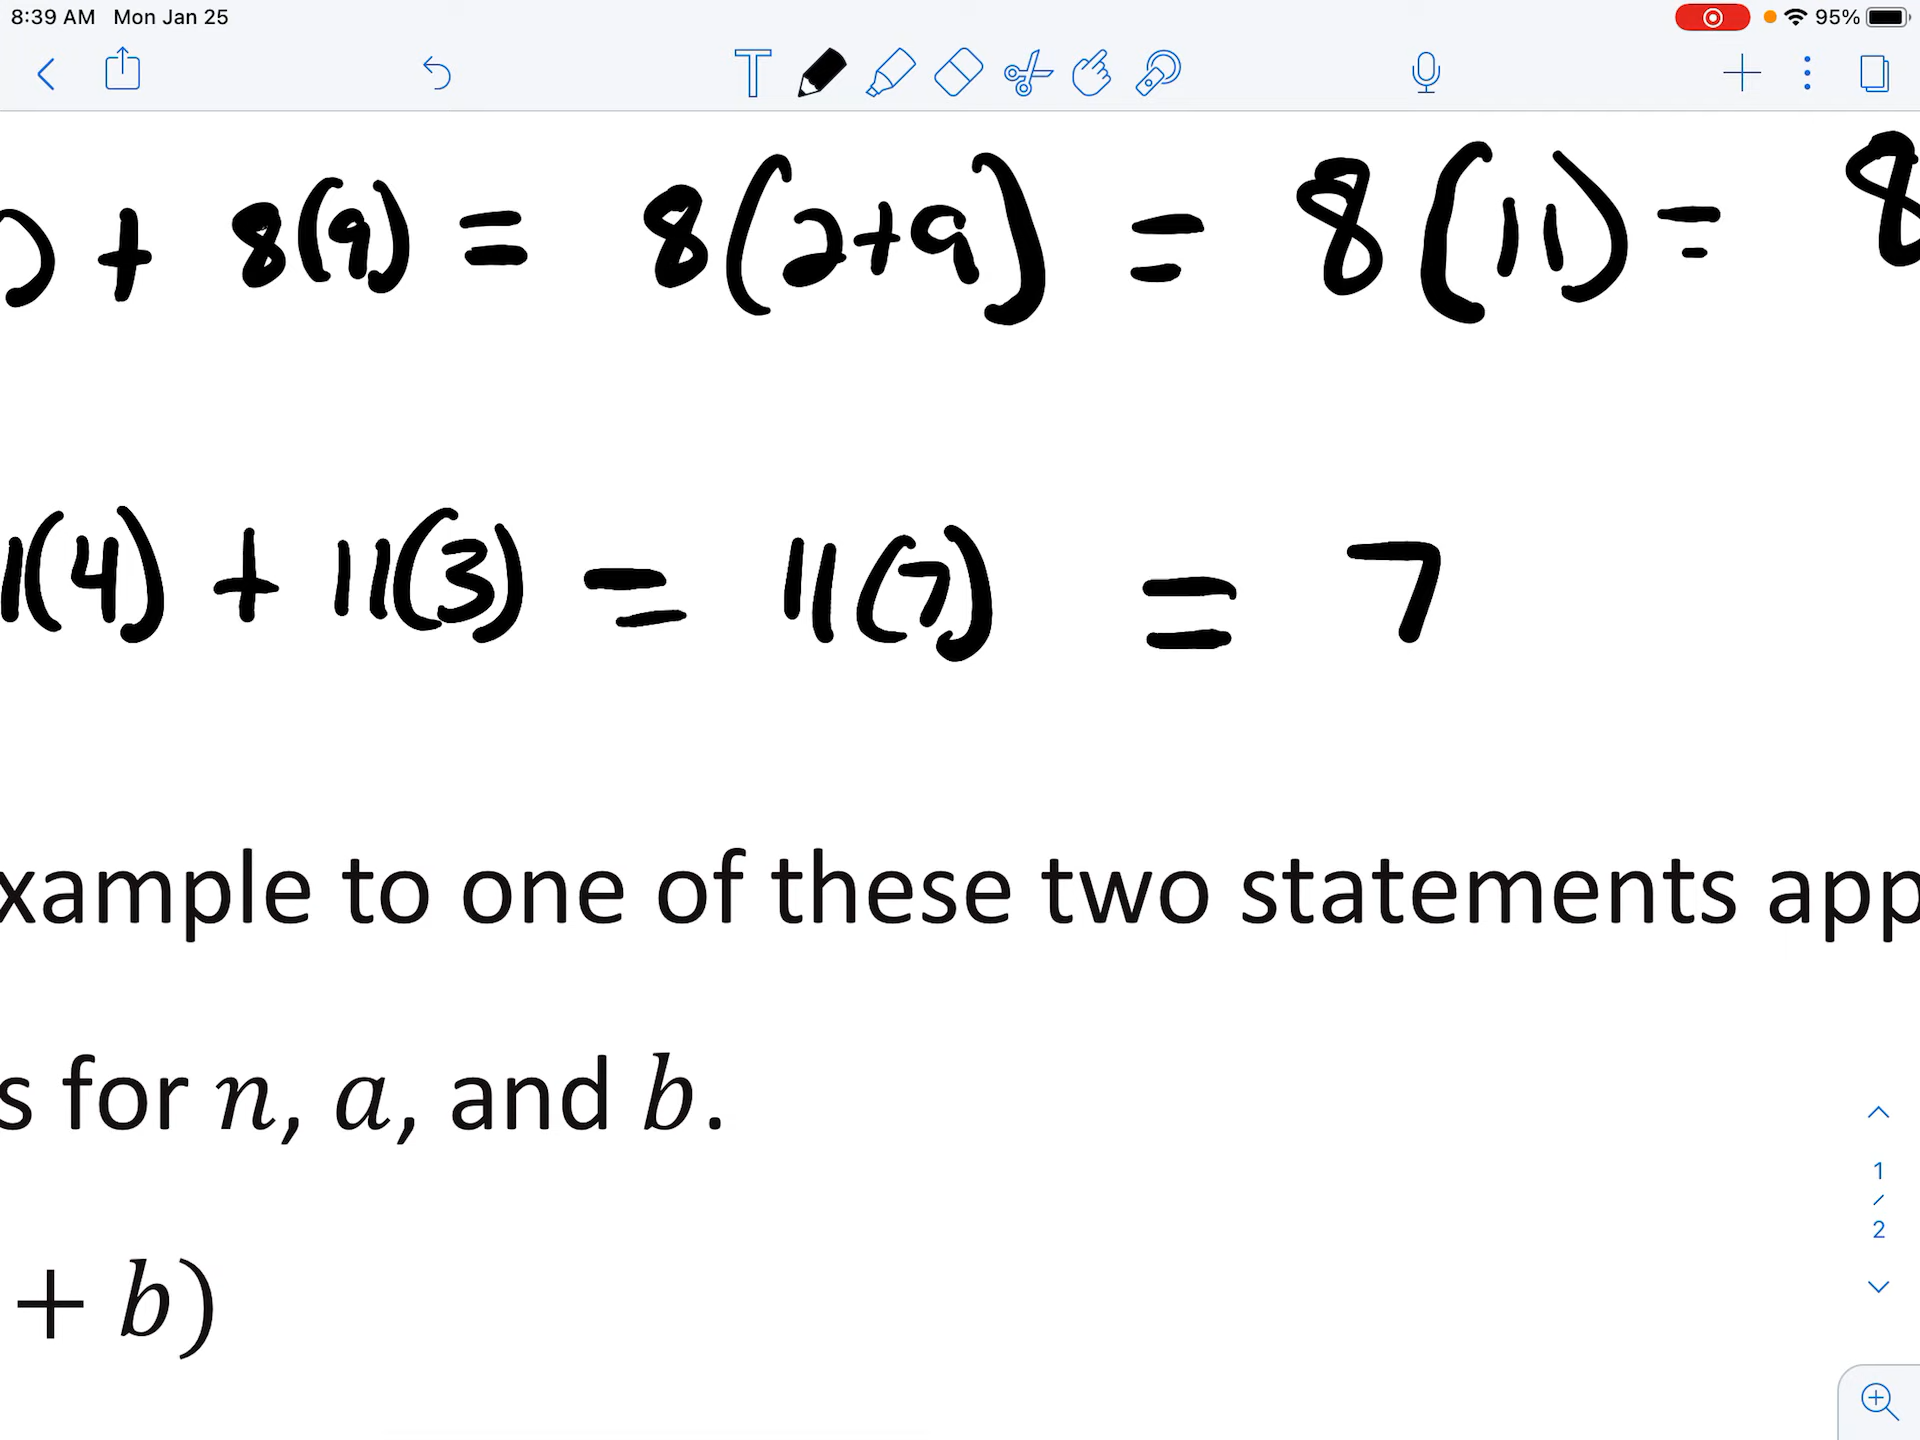 8:39 AM Mon Jan 25 95%
T
) + 8(9) = 8(2+9) = 8(11) = 8
1(4) + 11(3) = 11(7) = 7
xample to one of these two statements app
s for n, a, and b.
1
/
2
+ b)